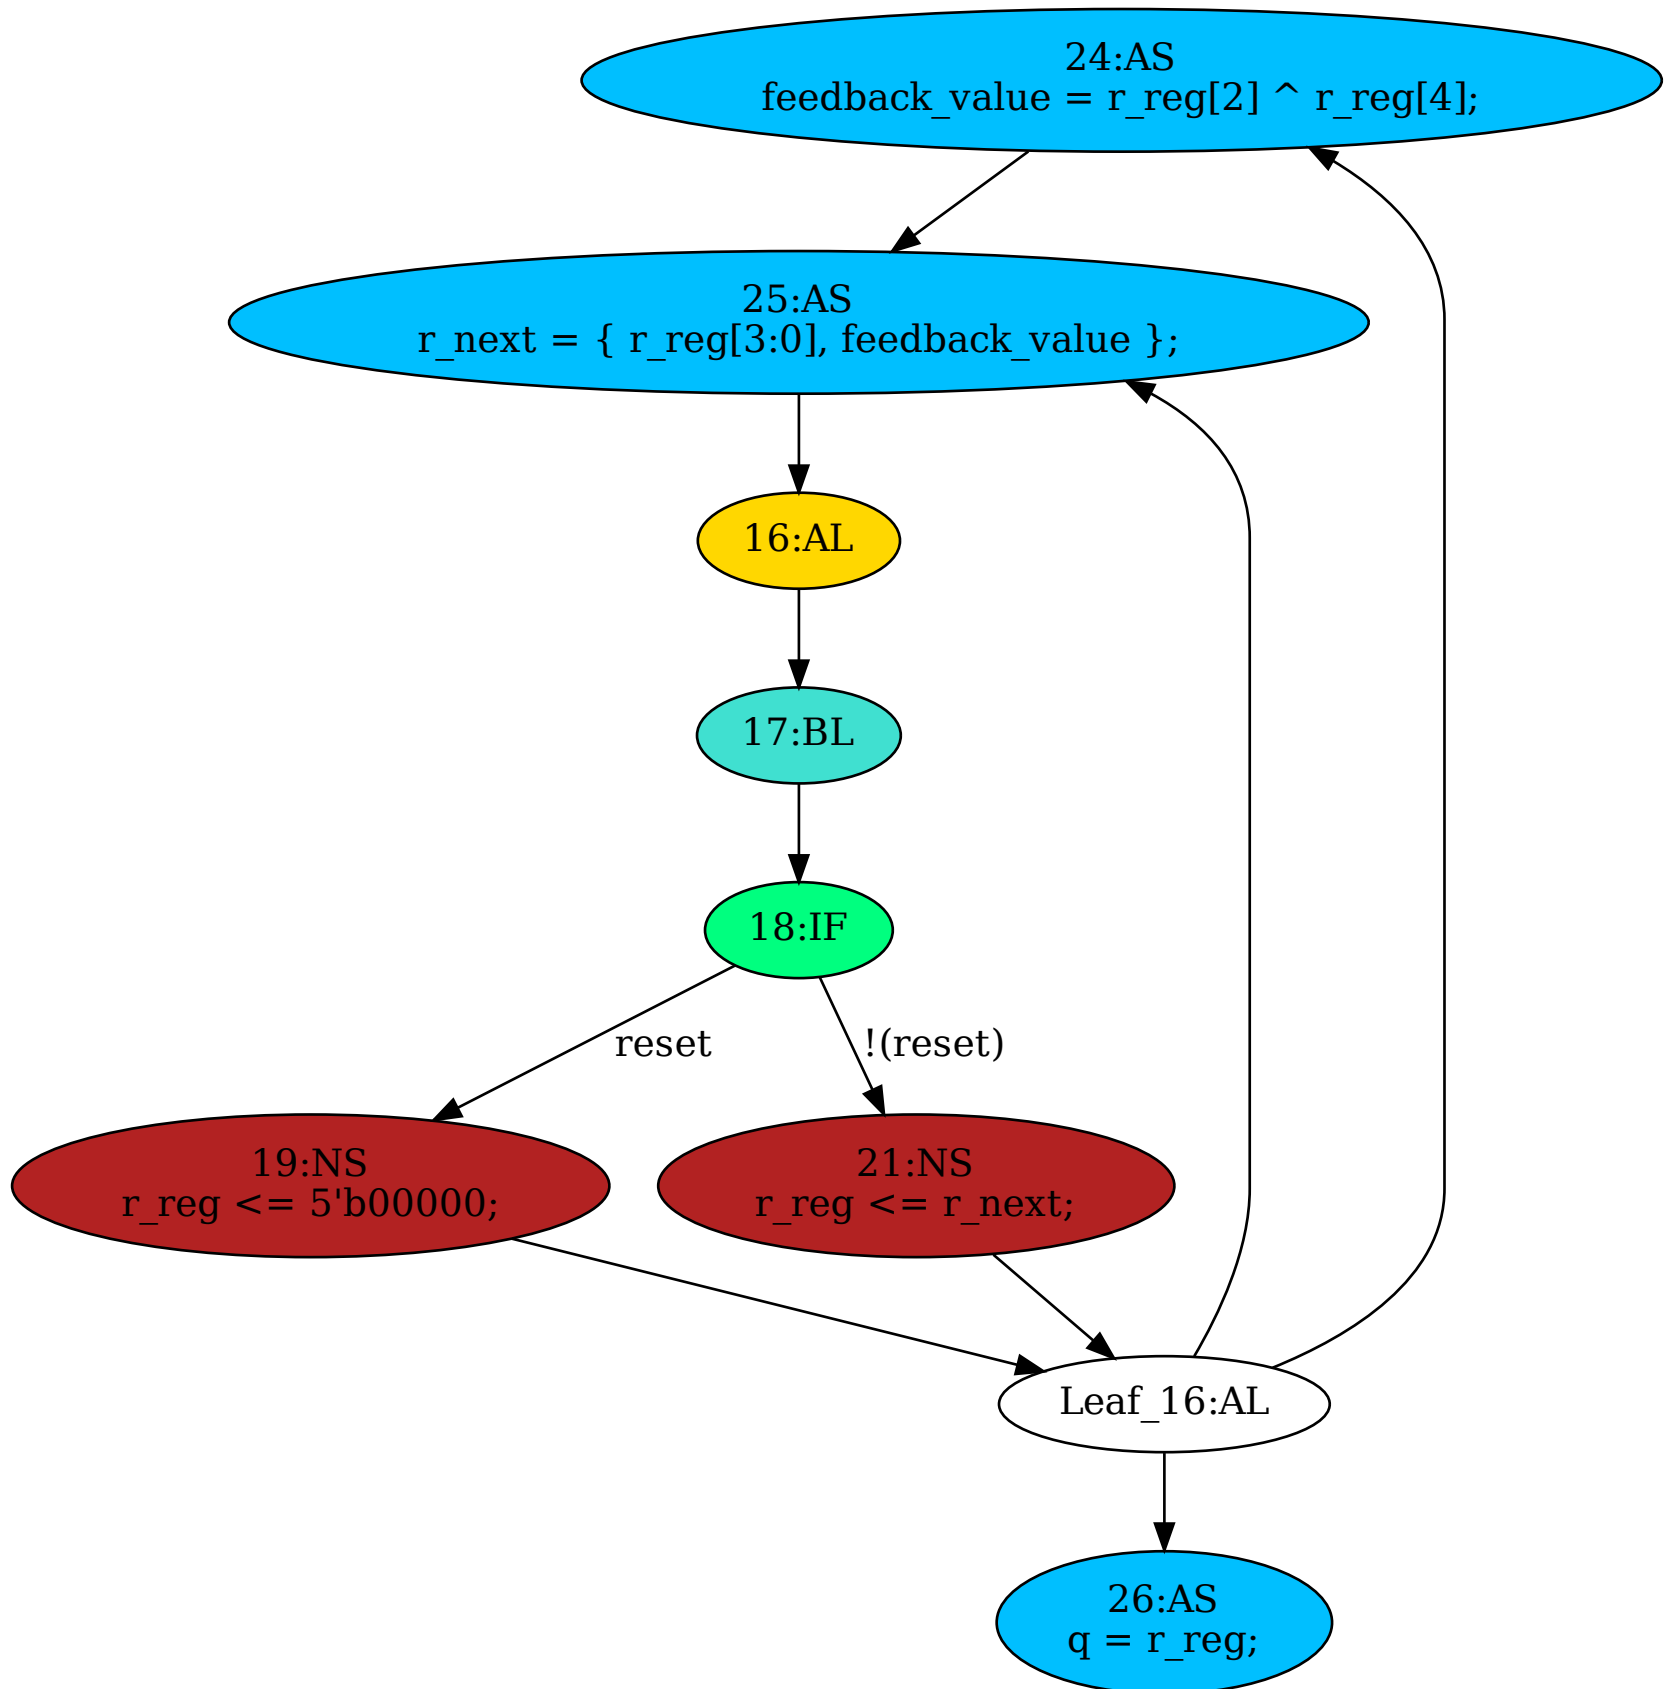 24:AS
feedback_value = r_reg[2] ^ r_reg[4];
25:AS
r_next = { r_reg[3:0], feedback_value };
16:AL
17:BL
18:IF
reset
!(reset)
19:NS
r_reg <= 5'b00000;
21:NS
r_reg <= r_next;
Leaf_16:AL
26:AS
q = r_reg;